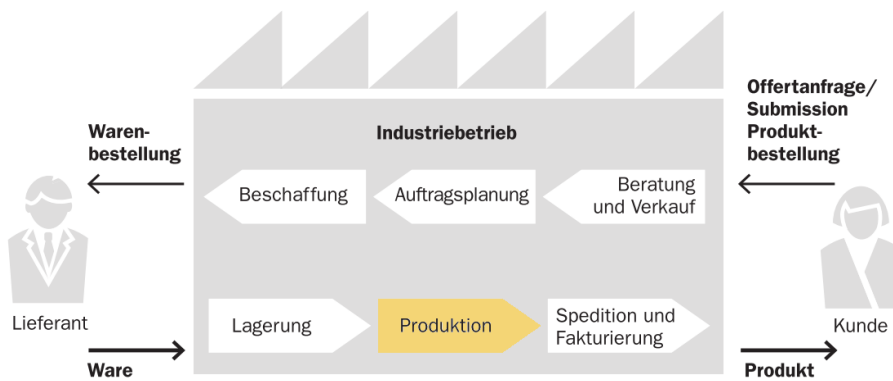 Offertanfrage/
Submission
Produkt-
bestellung
Waren-
bestellung
Industriebetrieb
Beschaffung
Auftragsplanung
Beratung
und Verkauf
Lieferant
Lagerung
Produktion
Spedition und
Fakturierung
Kunde
Ware
Produkt